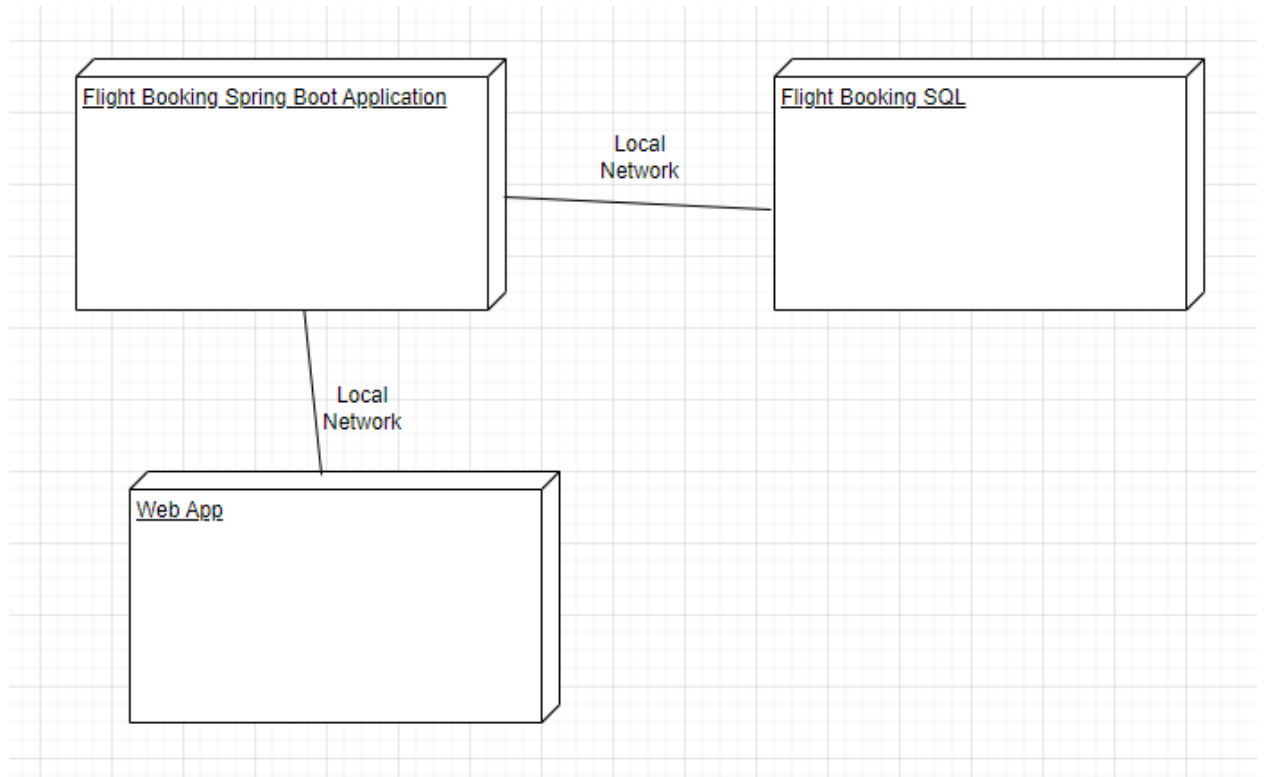 Flight Booking Spring Boot Application
Flight Booking SQL
Local
Network
Local
Network
Web App